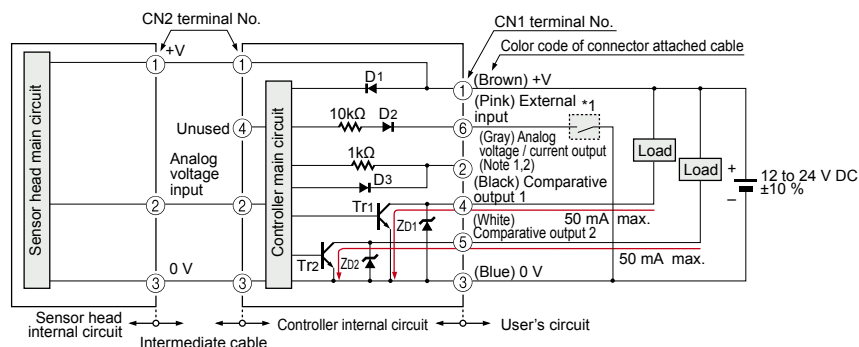 CN2 terminal No.
CN1 terminal No.
Color code of connector attached cable
+V
1
1
D1
1
(Brown) +V
(Pink) External input
*1
Unused
4
10kΩ
D2
6
(Gray) Analog voltage / current output (Note 1,2)
Analog voltage input
1kΩ
2
D3
(Black) Comparative output 1
Load
Load
+
−
12 to 24 V DC ±10 %
Sensor head main circuit
Controller main circuit
2
2
Tr1
ZD1
4
50 mA max.
(White) Comparative output 2
5
Tr2
ZD2
50 mA max.
0 V
3
3
3
(Blue) 0 V
Sensor head internal circuit
Intermediate cable
Controller internal circuit
User's circuit